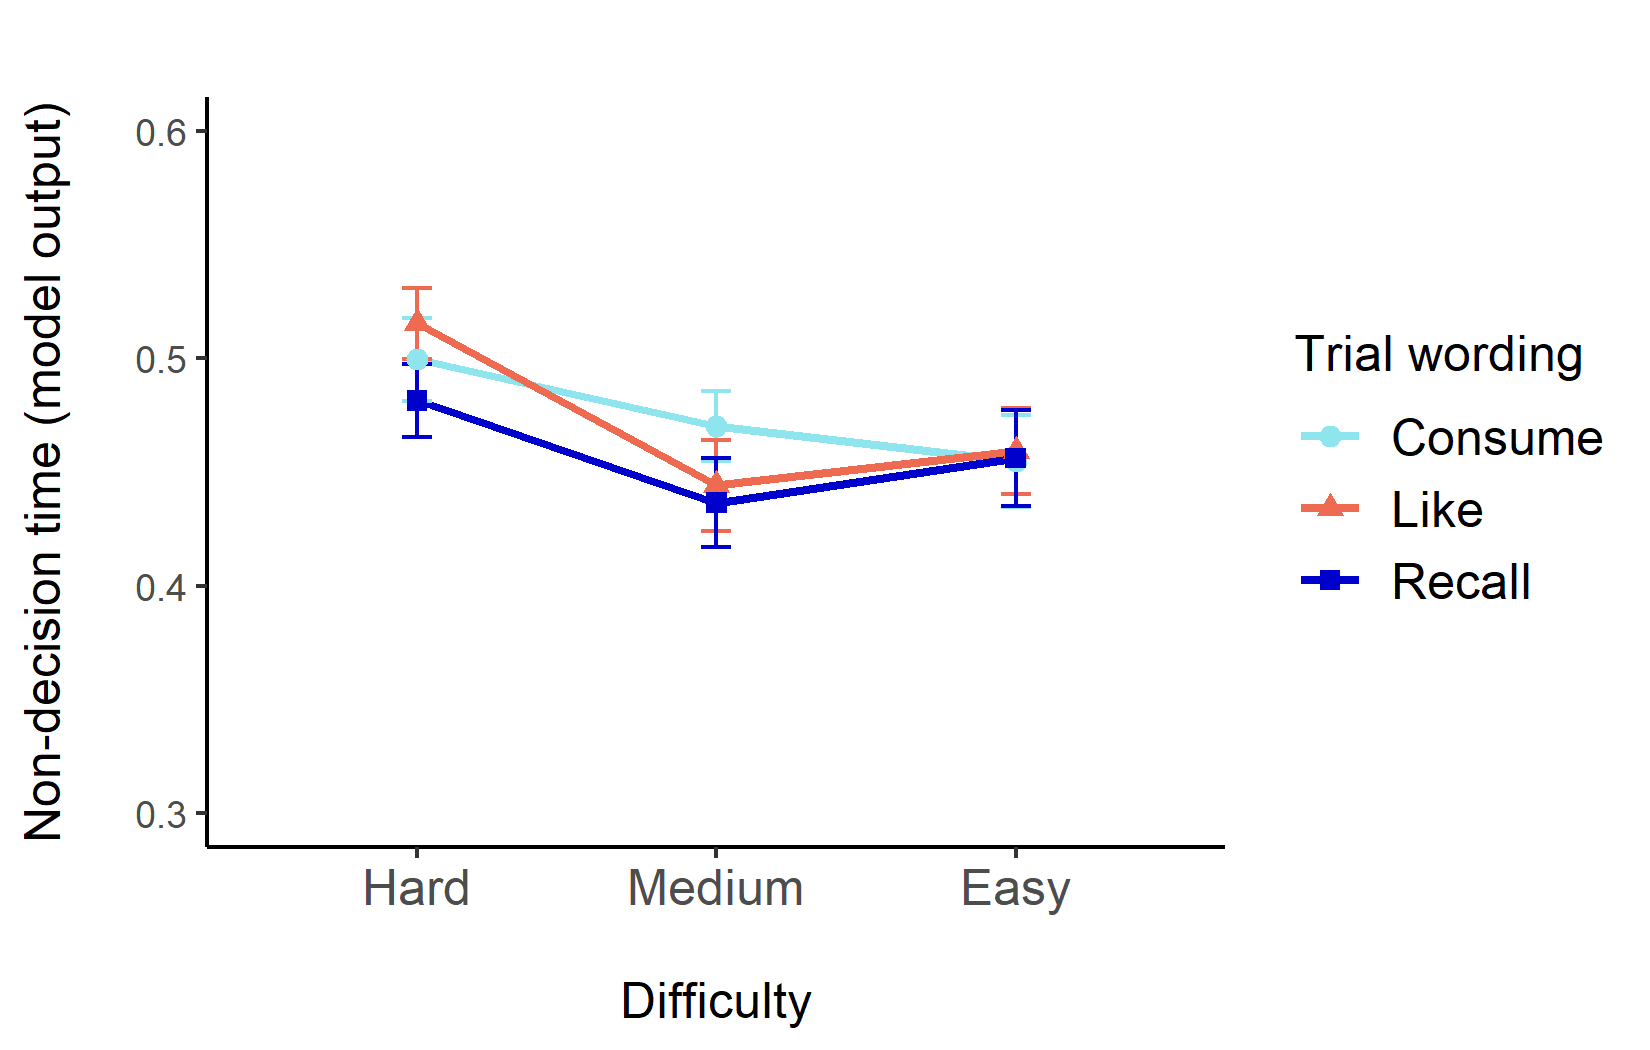 Non-decision time (model output)
0.6
0.5
0.4
0.3
Hard
Medium
Easy
Difficulty
Trial wording
Consume
Like
Recall